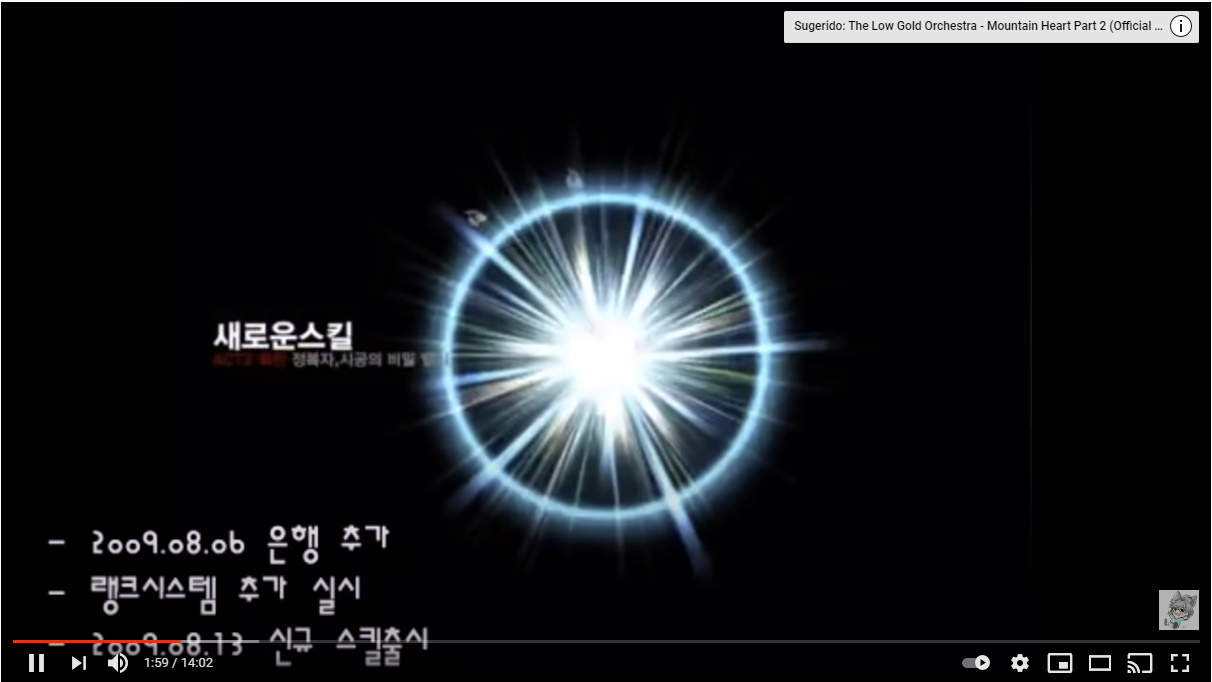 Sugerido: The Low Gold Orchestra - Mountain Heart Part 2 (Official ...
새로운스킬
정복자,시공의 비밀
- 2009.08.06 은행 추가
- 랭크시스템 추가 실시
- 2009.08.13 신규 스킬출시
1:59 / 14:02